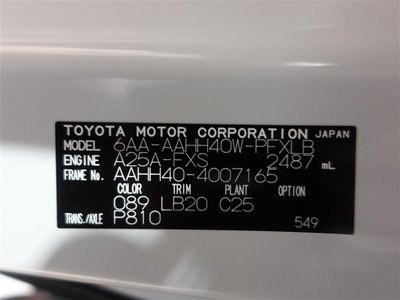 TOYOTA MOTOR CORPORATION JAPAN
MODEL 6AA-AAHH40W-PFXLB
ENGINE A25A-FXS 2487 mL
FRAME No. AAHH40-4007165
COLOR TRIM PLANT OPTION
089 LB20 C25
TRANS./AXLE P810 549